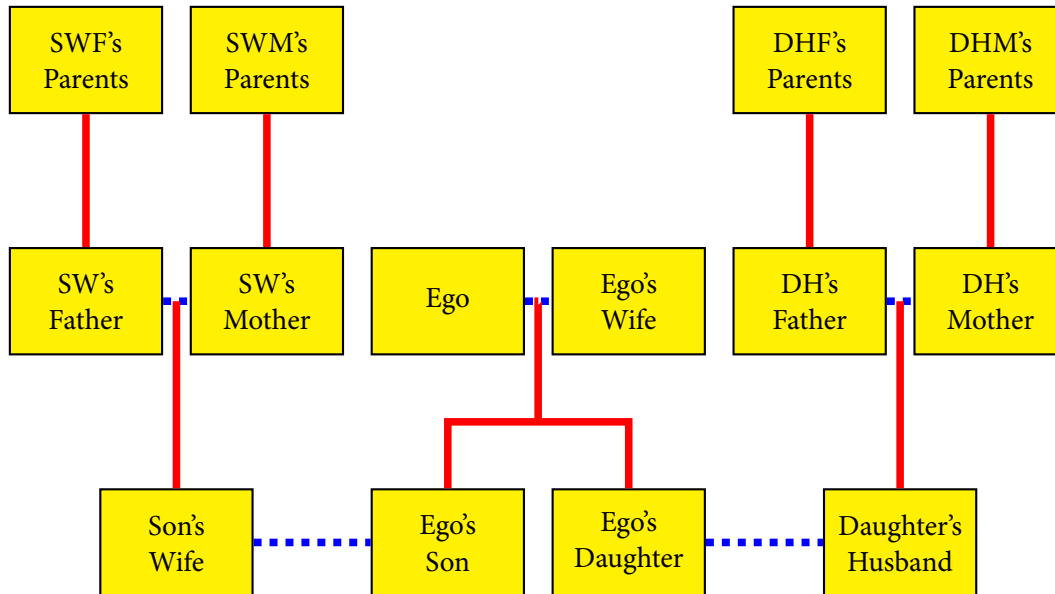 SWF’s
Parents
SWM’s
Parents
DHF’s
Parents
DHM’s
Parents
SW’s
Father
SW’s
Mother
Ego
Ego’s
Wife
DH’s
Father
DH’s
Mother
Son’s
Wife
Ego’s
Son
Ego’s
Daughter
Daughter’s
Husband